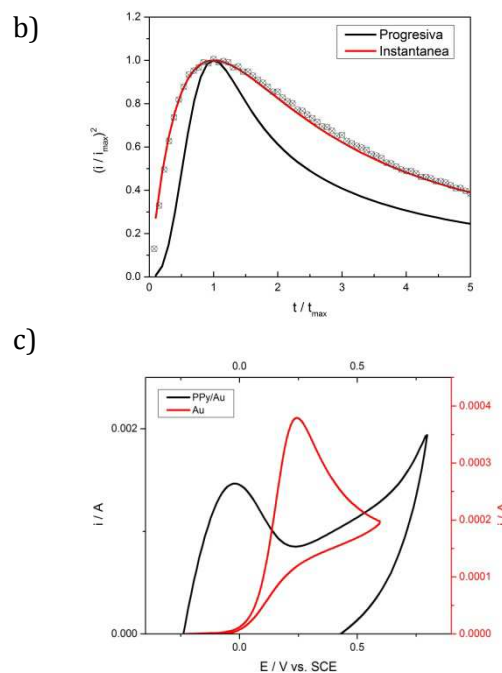 b)
Progresiva
Instantanea
(i / i_max)²
1.2
1.0
0.8
0.6
0.4
0.2
0.0
0 1 2 3 4 5
t / t_max
c)
0.0 0.5
PPy/Au
Au
i / A
0.002
0.000
0.0004
0.0003
0.0002
0.0001
0.0000
i / A
0.0 0.5
E / V vs. SCE